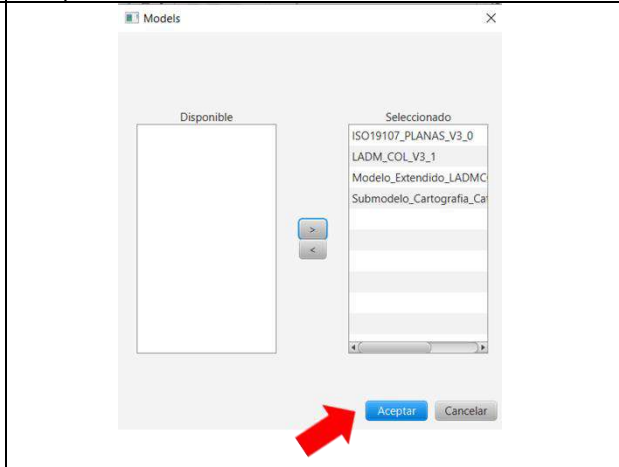 Models
Disponible
Seleccionado
ISO19107_PLANAS_V3_0
LADM_COL_V3_1
Modelo_Extendido_LADMC
Submodelo_Cartografia_Cat
>
<
Aceptar
Cancelar